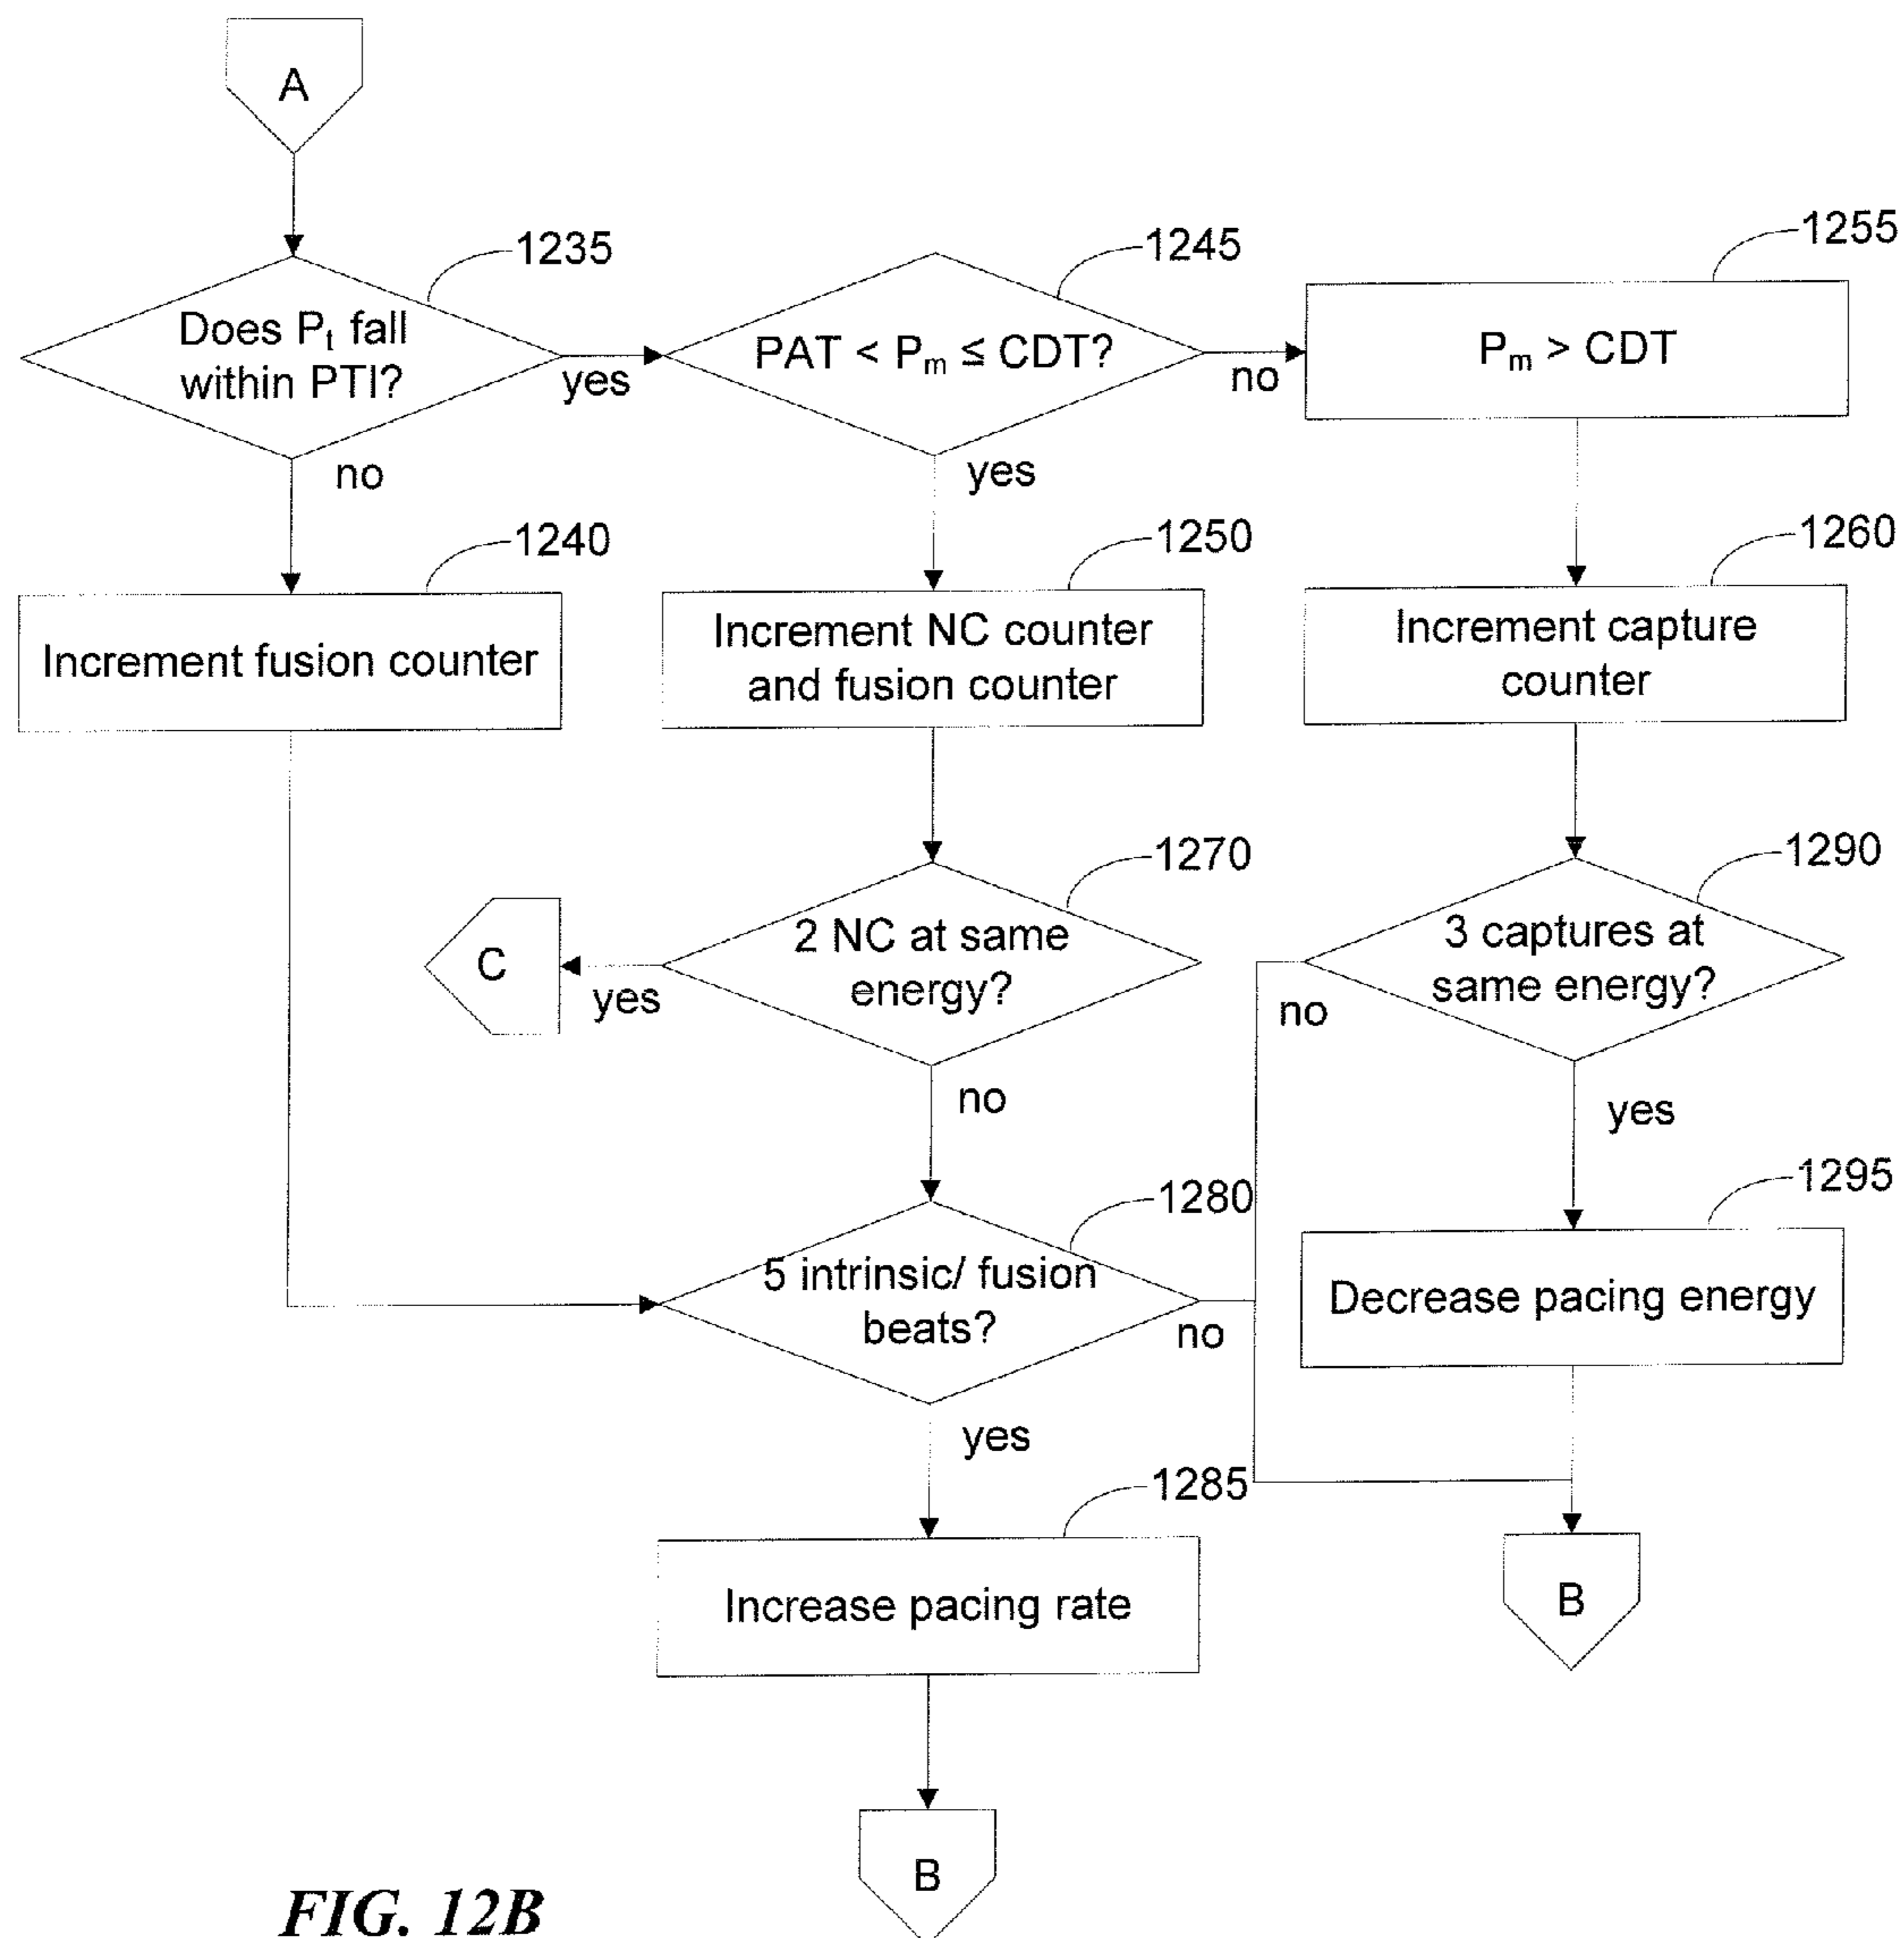 A
1235
1245
1255
Does Pt fall
within PTI?
yes
PAT < Pm ≤ CDT?
no
Pm > CDT
no
yes
1240
1250
1260
Increment fusion counter
Increment NC counter
and fusion counter
Increment capture
counter
1270
1290
C
yes
2 NC at same
energy?
3 captures at
same energy?
no
no
yes
1280
1295
5 intrinsic/ fusion
beats?
no
Decrease pacing energy
yes
1285
Increase pacing rate
B
B
FIG. 12B